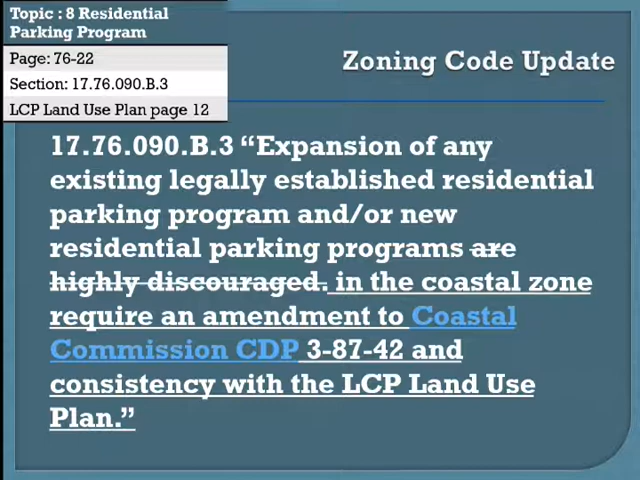 Topic : 8 Residential
Parking Program
Page: 76-22
Section: 17.76.090.B.3
LCP Land Use Plan page 12
Zoning Code Update
17.76.090.B.3 “Expansion of any
existing legally established residential
parking program and/or new
residential parking programs are
highly discouraged. in the coastal zone
require an amendment to Coastal
Commission CDP 3-87-42 and
consistency with the LCP Land Use
Plan.”